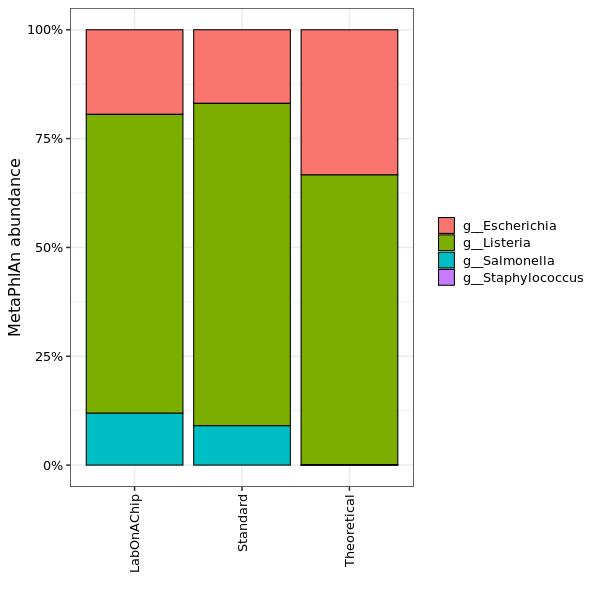 100%
75%
50%
25%
0%
MetaPhlAn abundance
LabOnAChip
Standard
Theoretical
g__Escherichia
g__Listeria
g__Salmonella
g__Staphylococcus